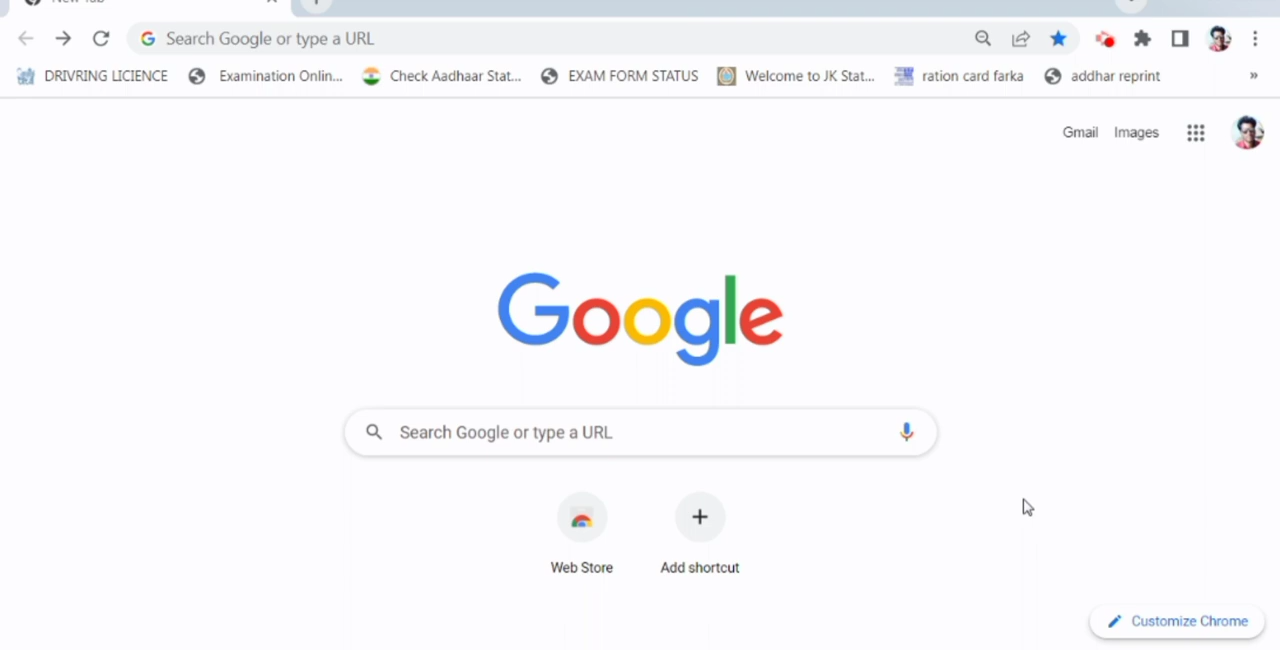 Search Google or type a URL
DRIVRING LICIENCE Examination Onlin... Check Aadhaar Stat... EXAM FORM STATUS Welcome to JK Stat... ration card farka addhar reprint »
Gmail Images
Google
Search Google or type a URL
Web Store Add shortcut
Customize Chrome